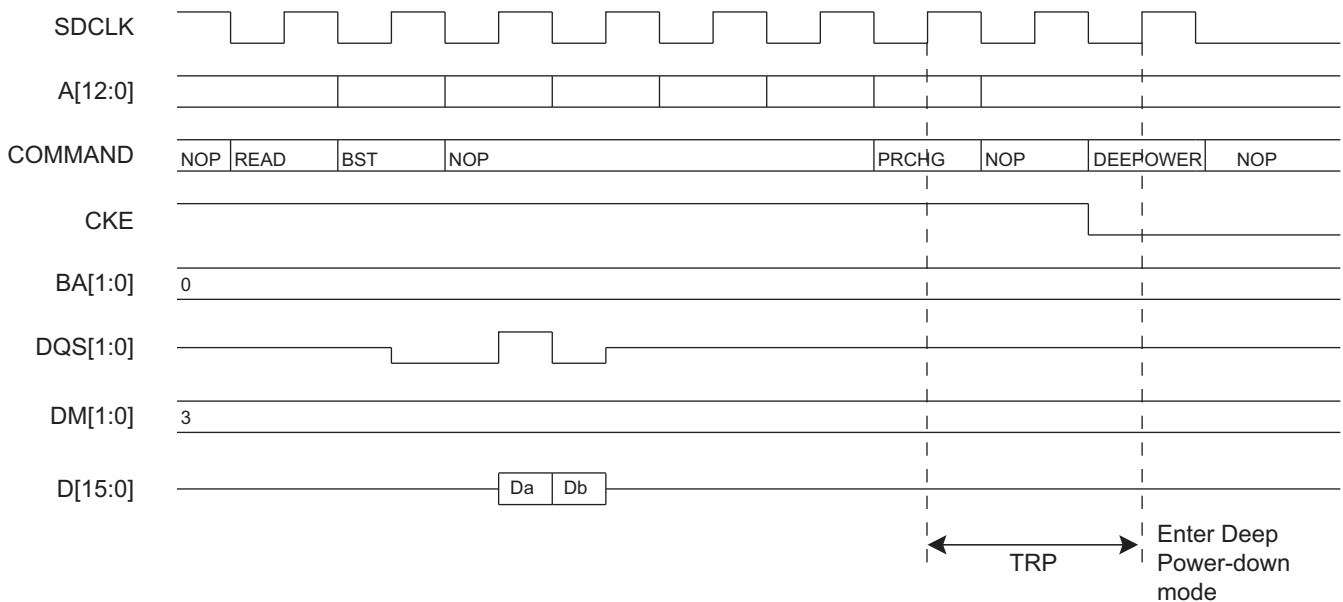 SDCLK
A[12:0]
COMMAND NOP READ BST NOP PRCHG NOP DEEPOWER NOP
CKE
BA[1:0] 0
DQS[1:0]
DM[1:0] 3
D[15:0] Da Db
TRP
Enter Deep
Power-down
mode